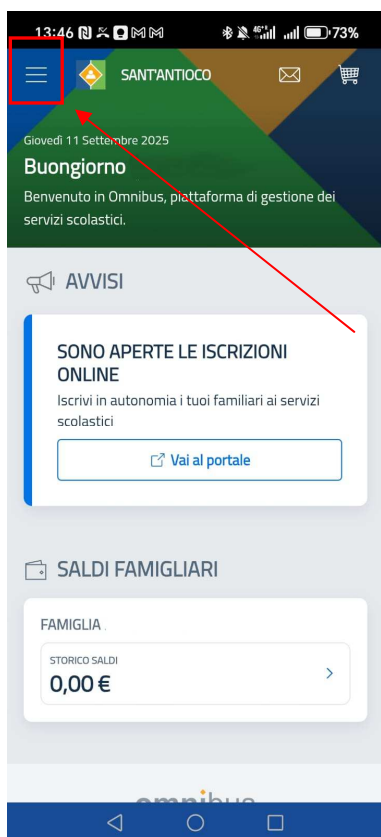 13:46 73%
SANT'ANTIOCO
Giovedì 11 Settembre 2025
Buongiorno
Benvenuto in Omnibus, piattaforma di gestione dei
servizi scolastici.
AVVISI
SONO APERTE LE ISCRIZIONI
ONLINE
Iscrivi in autonomia i tuoi familiari ai servizi
scolastici
Vai al portale
SALDI FAMIGLIARI
FAMIGLIA
STORICO SALDI
0,00 €
omnibus